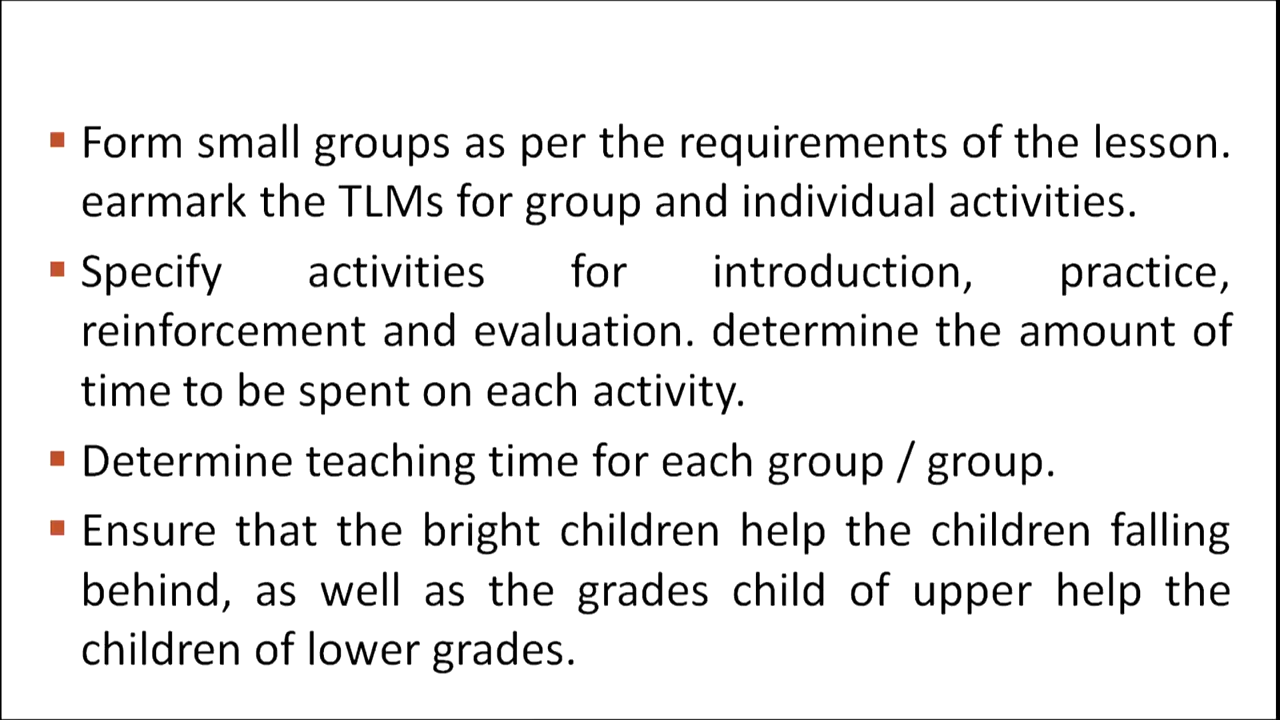 Form small groups as per the requirements of the lesson.
earmark the TLMs for group and individual activities.
Specify activities for introduction, practice,
reinforcement and evaluation. determine the amount of
time to be spent on each activity.
Determine teaching time for each group / group.
Ensure that the bright children help the children falling
behind, as well as the grades child of upper help the
children of lower grades.